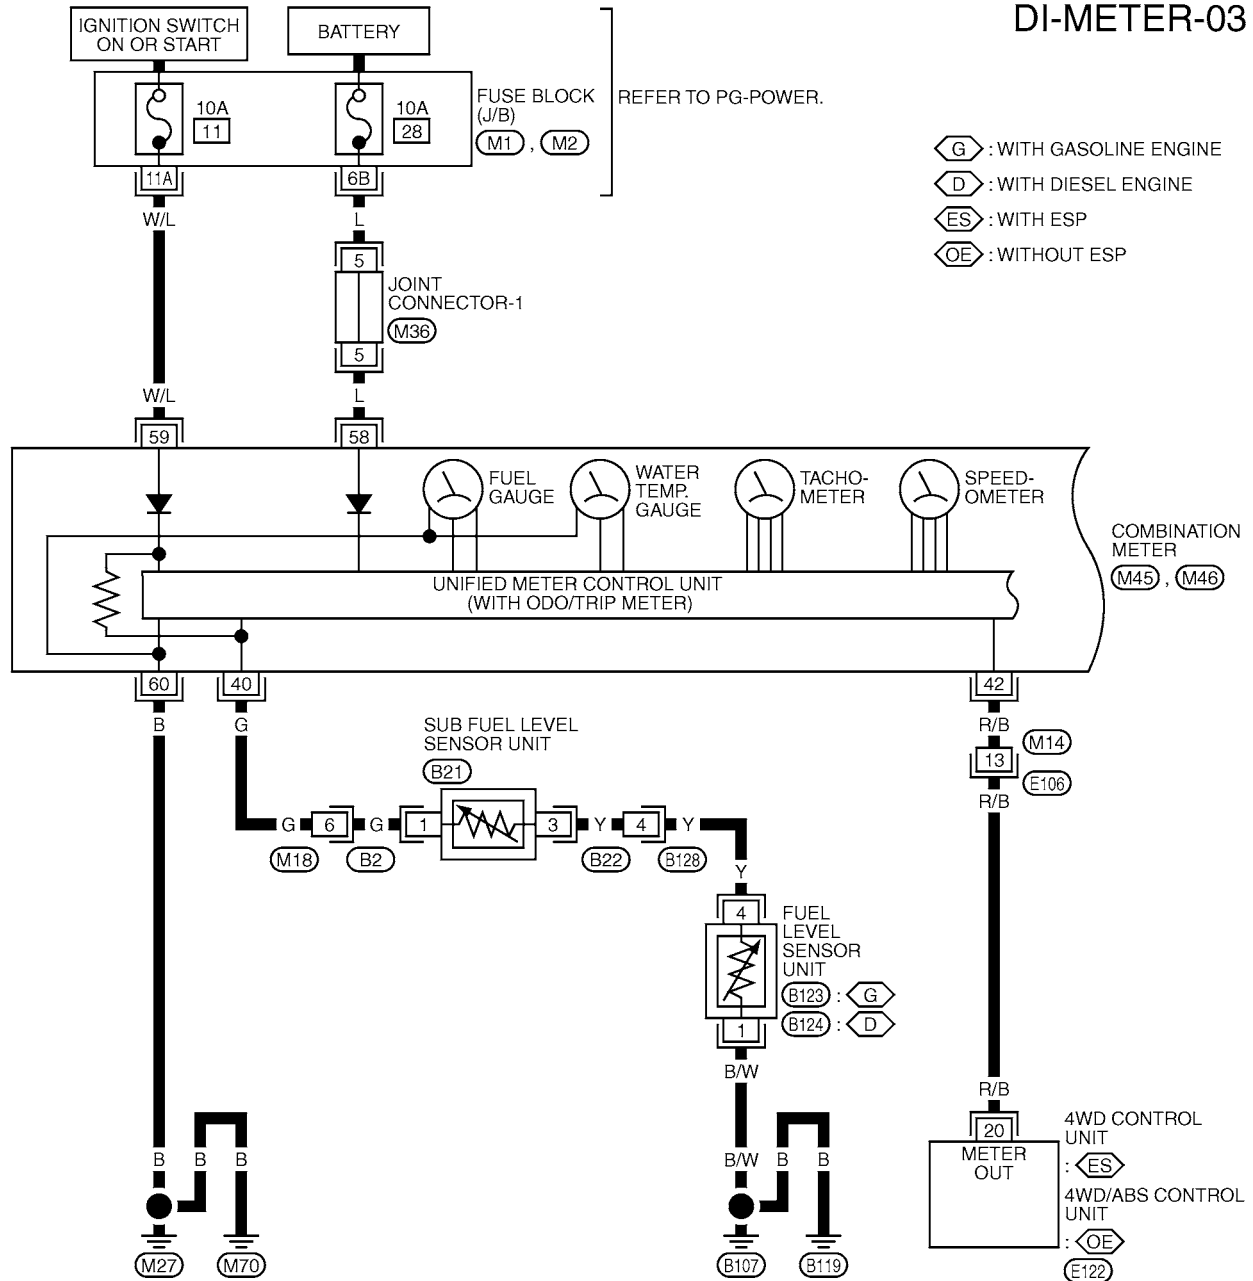 DI-METER-03
IGNITION SWITCH
ON OR START
BATTERY
10A
11
10A
28
FUSE BLOCK
(J/B)
M1 , M2
REFER TO PG-POWER.
G : WITH GASOLINE ENGINE
D : WITH DIESEL ENGINE
ES : WITH ESP
OE : WITHOUT ESP
11A
6B
W/L
L
5
JOINT
CONNECTOR-1
M36
5
W/L
L
59
58
FUEL
GAUGE
WATER
TEMP.
GAUGE
TACHO-
METER
SPEED-
OMETER
COMBINATION
METER
M45 , M46
UNIFIED METER CONTROL UNIT
(WITH ODO/TRIP METER)
60
40
42
B
G
R/B
M14
13
E106
R/B
SUB FUEL LEVEL
SENSOR UNIT
B21
G 6 G 1 3 Y 4 Y
M18 B2 B22 B128
Y
4
FUEL
LEVEL
SENSOR
UNIT
B123 : G
B124 : D
1
B/W
R/B
20
METER
OUT
4WD CONTROL
UNIT
: ES
4WD/ABS CONTROL
UNIT
: OE
E122
B B B
B/W B B
M27 M70
B107 B119